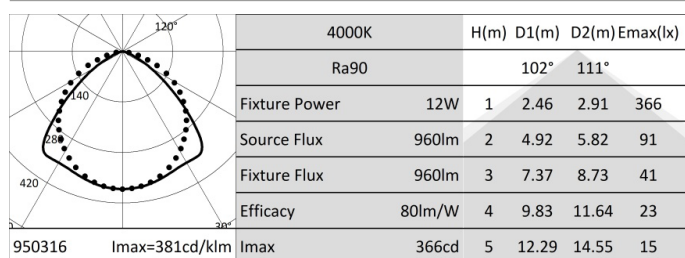 120°
140
280
420
30°
950316 Imax=381cd/klm
4000K
Ra90
Fixture Power 12W
Source Flux 960lm
Fixture Flux 960lm
Efficacy 80lm/W
Imax 366cd
H(m) D1(m) D2(m) Emax(lx)
102° 111°
1 2.46 2.91 366
2 4.92 5.82 91
3 7.37 8.73 41
4 9.83 11.64 23
5 12.29 14.55 15